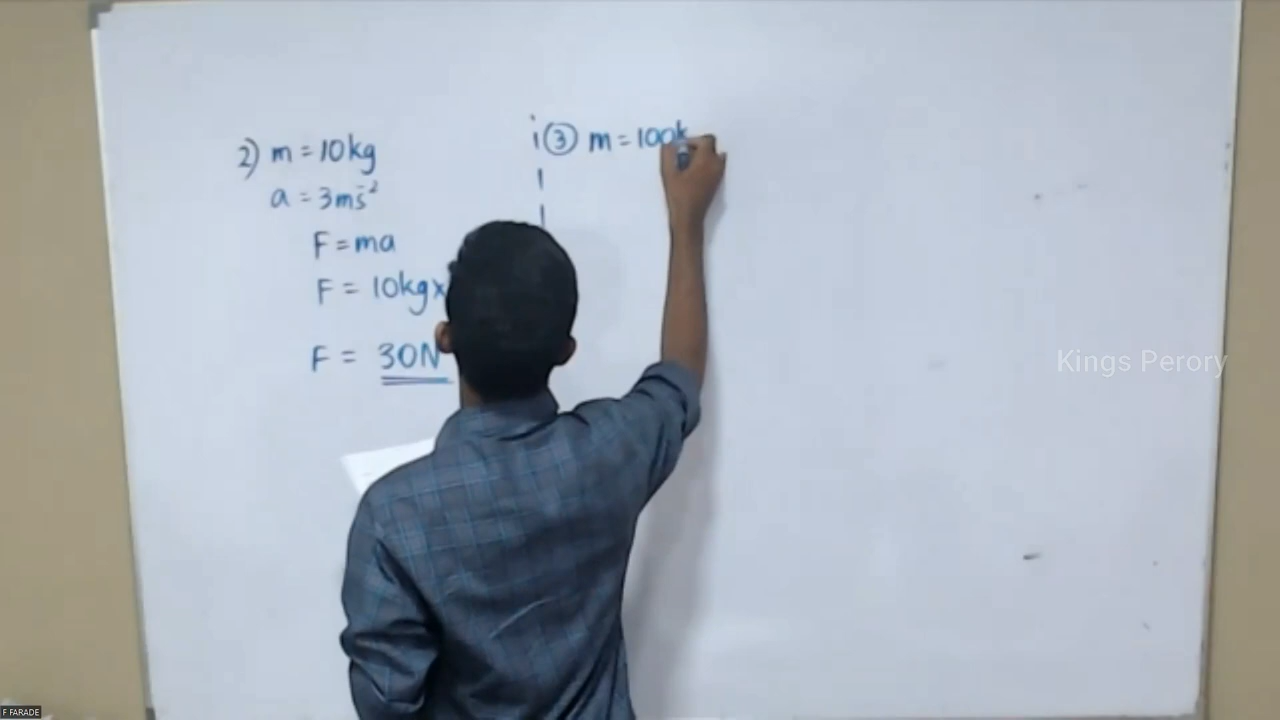 2) m = 10kg
a = 3ms⁻²
F = ma
F = 10kg x
F = 30N
③ m = 100k
Kings Perory
F FARADE